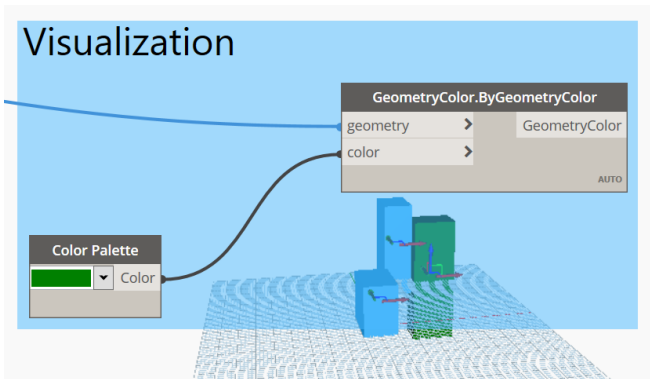 Visualization
GeometryColor.ByGeometryColor
geometry > GeometryColor
color >
AUTO
Color Palette
Color